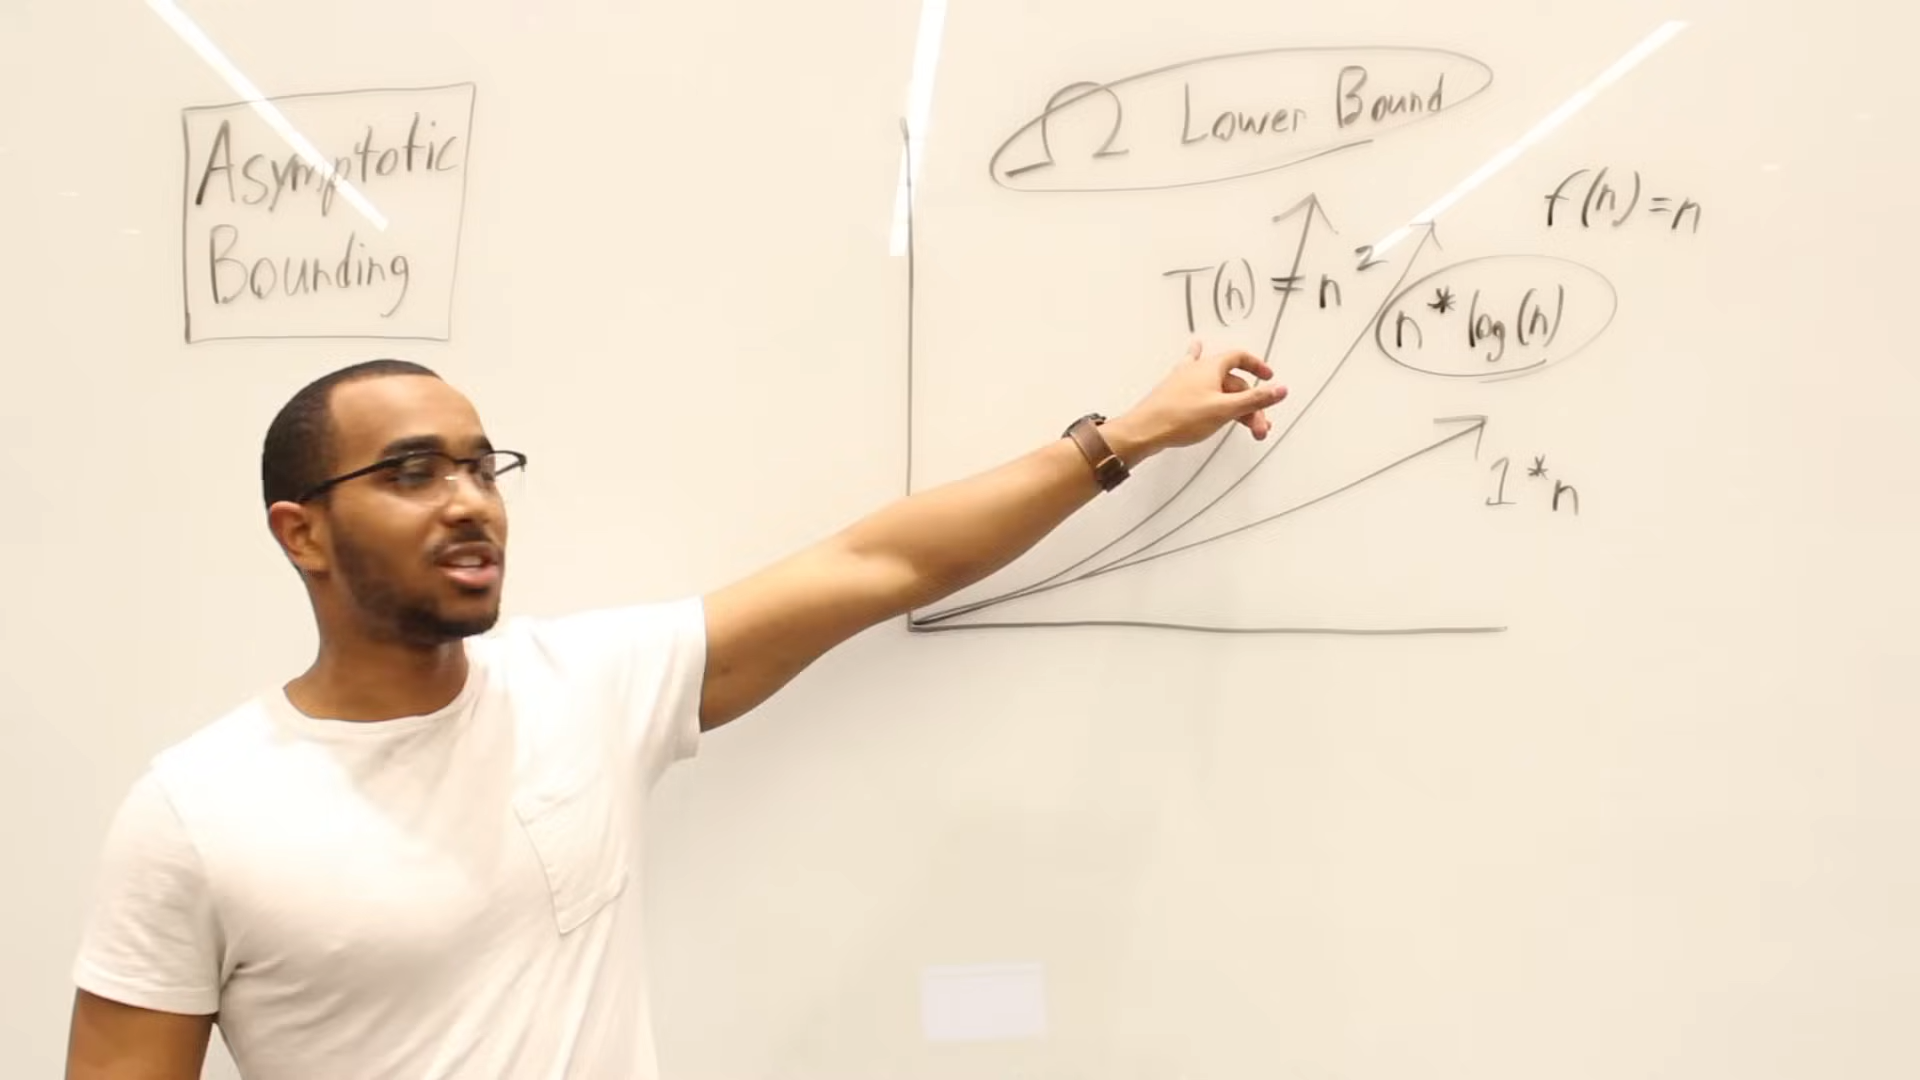 Asymptotic
Bounding
Ω Lower Bound
f(n)=n
T(n) = n²
n*log(n)
1*n